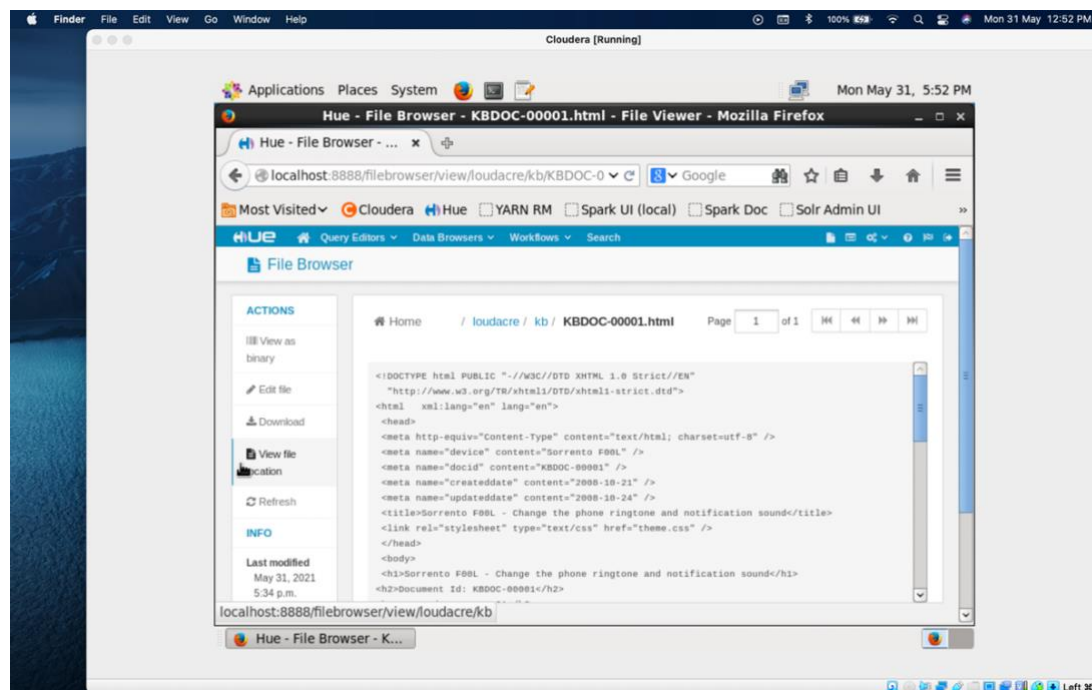 Finder File Edit View Go Window Help 100% Mon 31 May 12:52 PM
Cloudera [Running]
Applications Places System Mon May 31, 5:52 PM
Hue - File Browser - KBDOC-00001.html - File Viewer - Mozilla Firefox
Hue - File Bro... - ...
localhost:8888/filebrowser/view/loudacre/kb/KBDOC-0 Google
Most Visited Cloudera Hue YARN RM Spark UI (local) Spark Doc Solr Admin UI »
HUE Query Editors Data Browsers Workflows Search
File Browser
ACTIONS
Home / loudacre / kb / KBDOC-00001.html Page 1 of 1
View as
binary
Edit file
Download
View file
location
Refresh
INFO
Last modified
May 31, 2021
5:34 p.m.
<!DOCTYPE html PUBLIC "-//W3C//DTD XHTML 1.0 Strict//EN"
"http://www.w3.org/TR/xhtml1/DTD/xhtml1-strict.dtd">
<html xml:lang="en" lang="en">
<head>
<meta http-equiv="Content-Type" content="text/html; charset=utf-8" />
<meta name="device" content="Sorrento F00L" />
<meta name="docid" content="KBDOC-00001" />
<meta name="createddate" content="2008-10-21" />
<meta name="updateddate" content="2008-10-24" />
<title>Sorrento F00L - Change the phone ringtone and notification sound</title>
<link rel="stylesheet" type="text/css" href="theme.css" />
</head>
<body>
<h1>Sorrento F00L - Change the phone ringtone and notification sound</h1>
<h2>Document Id: KBDOC-00001</h2>
localhost:8888/filebrowser/view/loudacre/kb
Hue - File Browser - K...
Left ⌘